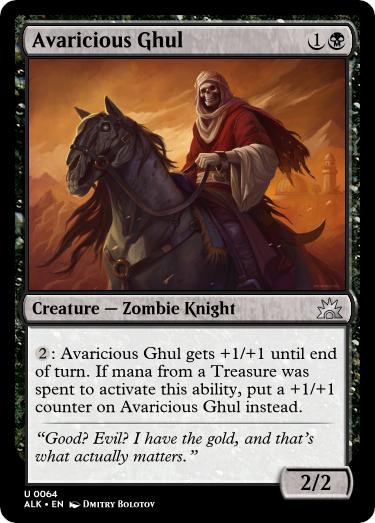 Avaricious Ghul 1
Creature — Zombie Knight
2: Avaricious Ghul gets +1/+1 until end
of turn. If mana from a Treasure was
spent to activate this ability, put a +1/+1
counter on Avaricious Ghul instead.
“Good? Evil? I have the gold, and that’s
what actually matters.”
2/2
U 0064
ALK • EN Dmitry Bolotov